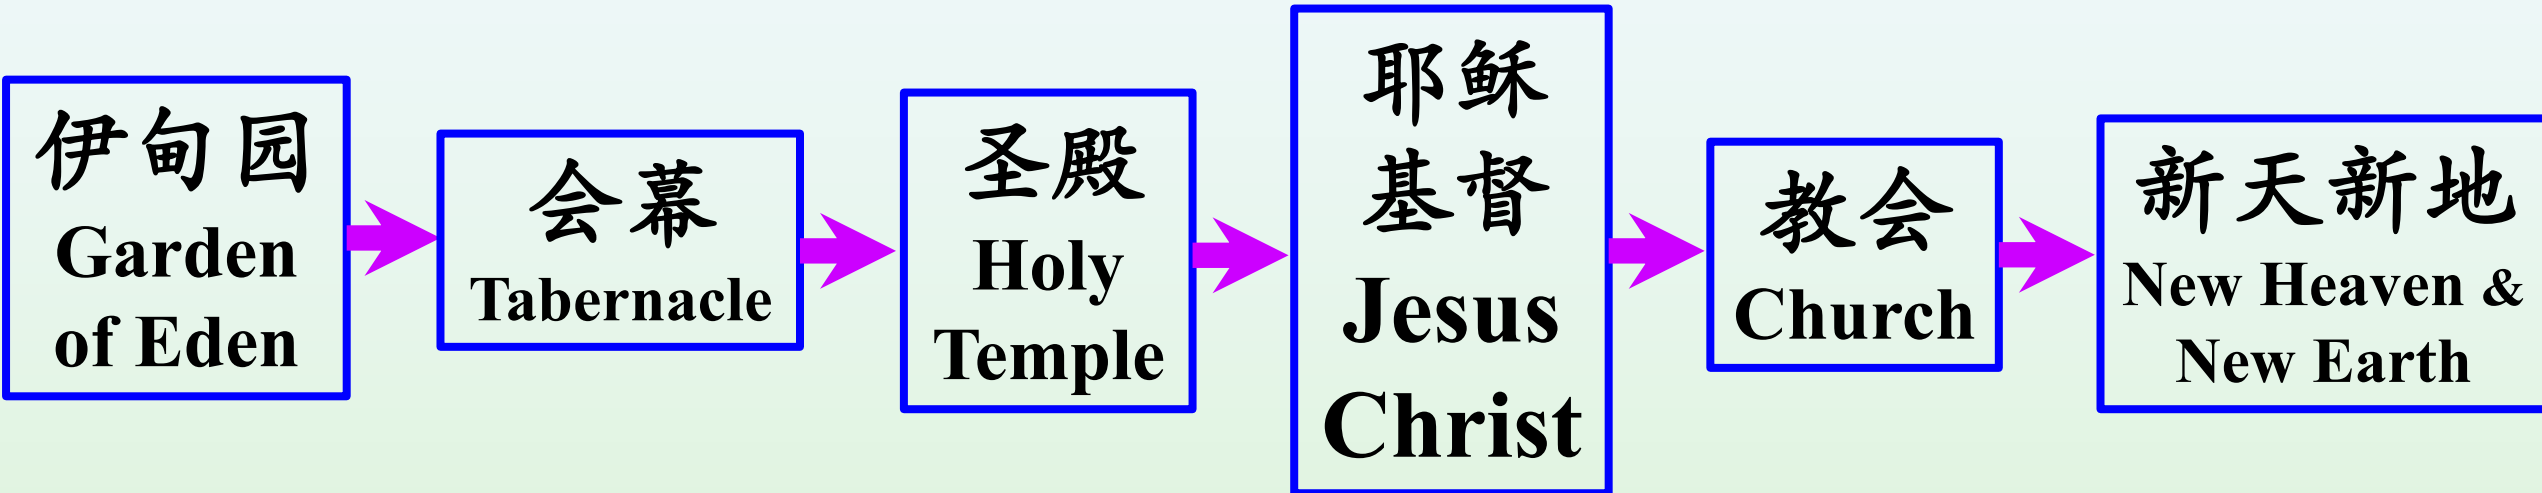 伊甸园
Garden
of Eden
会幕
Tabernacle
圣殿
Holy
Temple
耶稣
基督
Jesus
Christ
教会
Church
新天新地
New Heaven &
New Earth